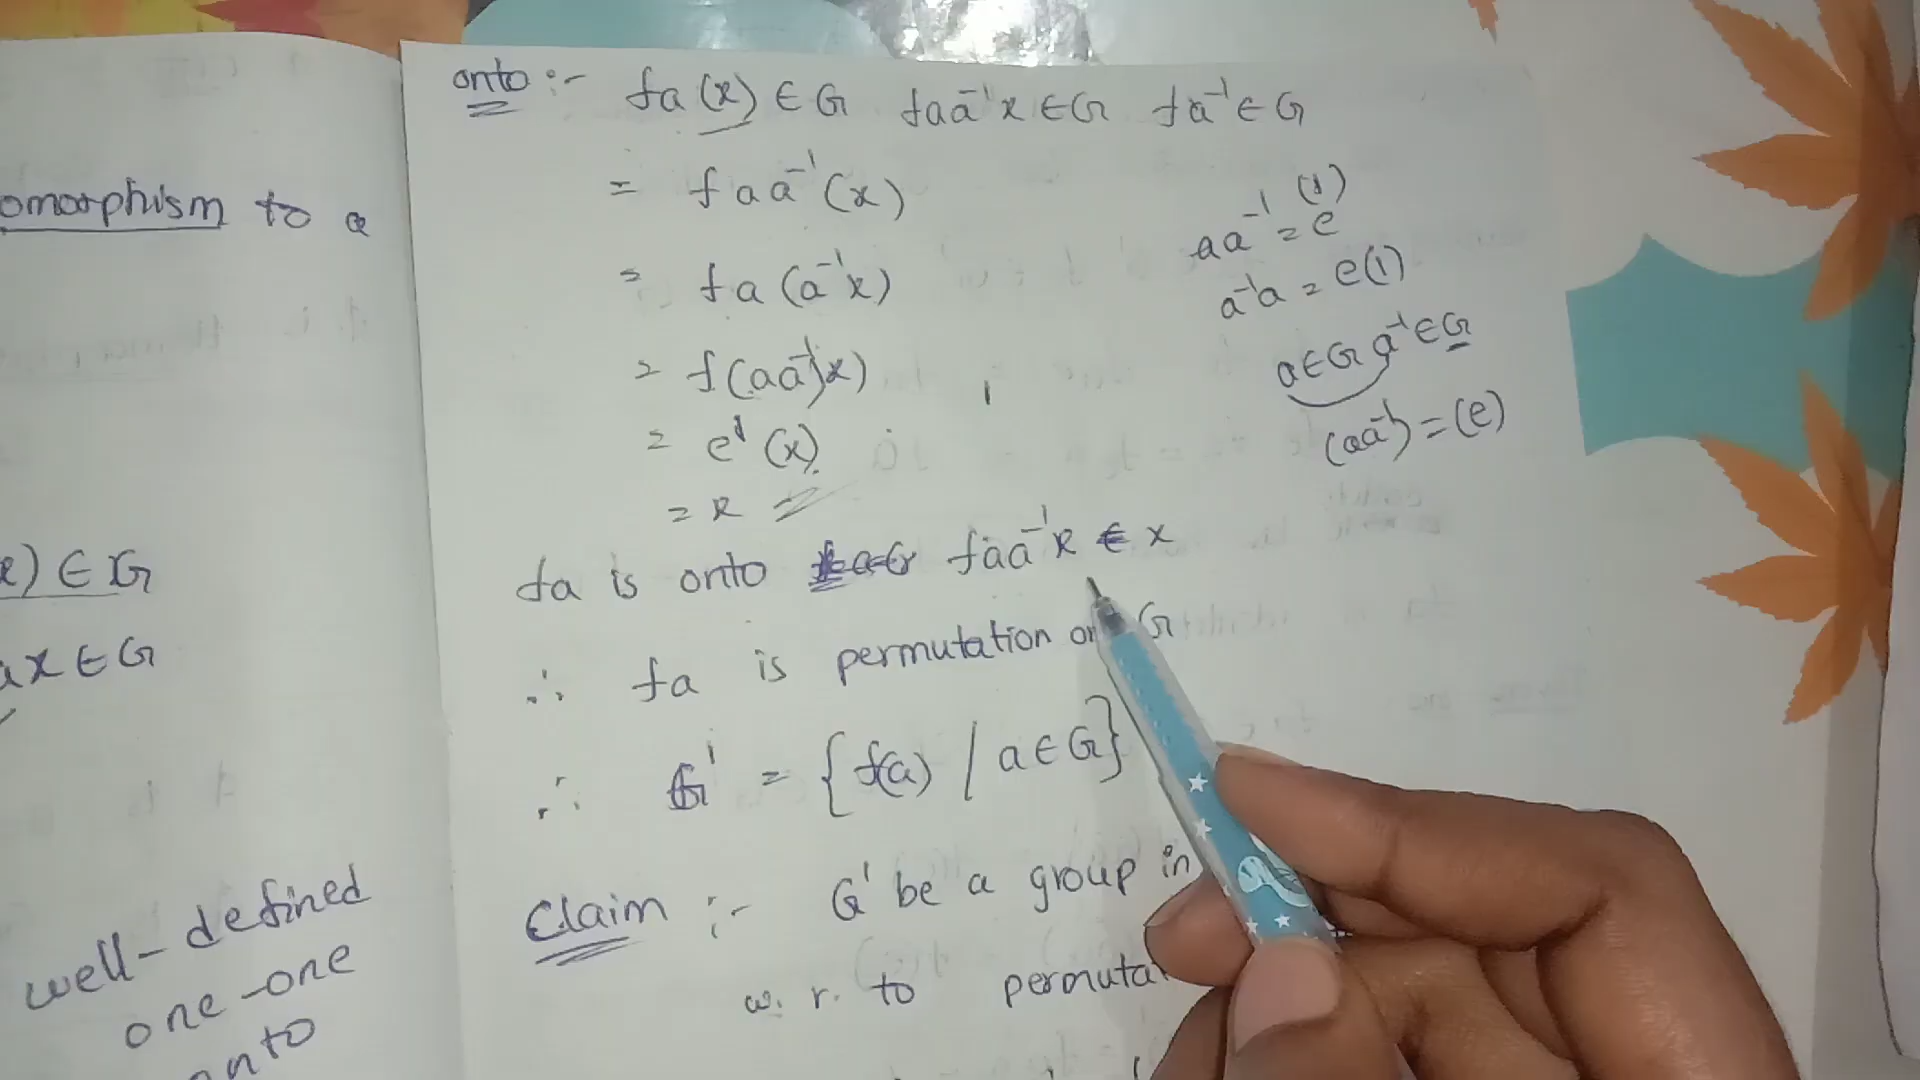 omorphism to a
) ∈ G
x ∈ G
well-defined
one-one
onto
onto :- fa (x) ∈ G faa⁻¹x ∈ G fa⁻¹ ∈ G
= faa⁻¹(x)
= fa (a⁻¹x)
= f(aa⁻¹)x)
= e (x)
= x
aa⁻¹ = e (1)
a⁻¹a = e(1)
a ∈ G a⁻¹ ∈ G
(aa⁻¹) = (e)
fa is onto faa⁻¹x ∈ x
∴ fa is permutation on G
∴ G' = {f(a) / a ∈ G}
Claim :- G' be a group in
w. r. to permuta